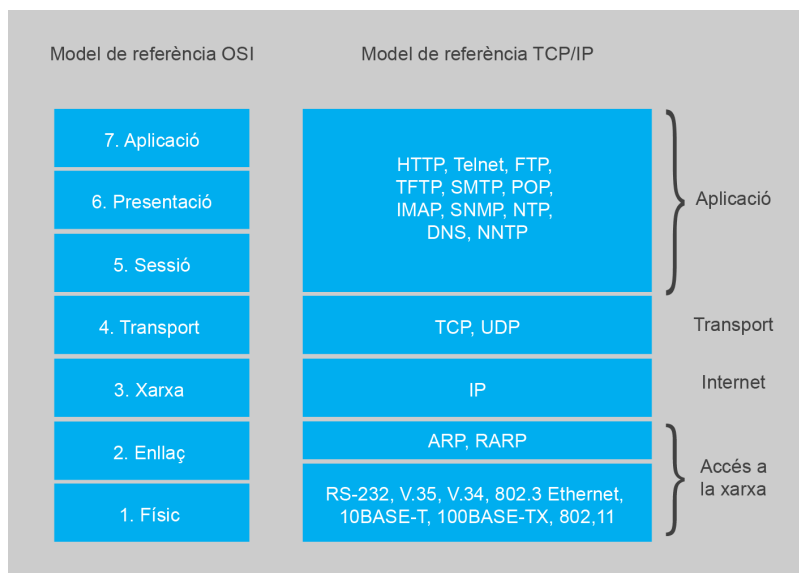 Model de referència OSI
Model de referència TCP/IP
7. Aplicació
6. Presentació
5. Sessió
4. Transport
3. Xarxa
2. Enllaç
1. Físic
HTTP, Telnet, FTP,
TFTP, SMTP, POP,
IMAP, SNMP, NTP,
DNS, NNTP
TCP, UDP
IP
ARP, RARP
RS-232, V.35, V.34, 802.3 Ethernet,
10BASE-T, 100BASE-TX, 802,11
Aplicació
Transport
Internet
Accés a
la xarxa